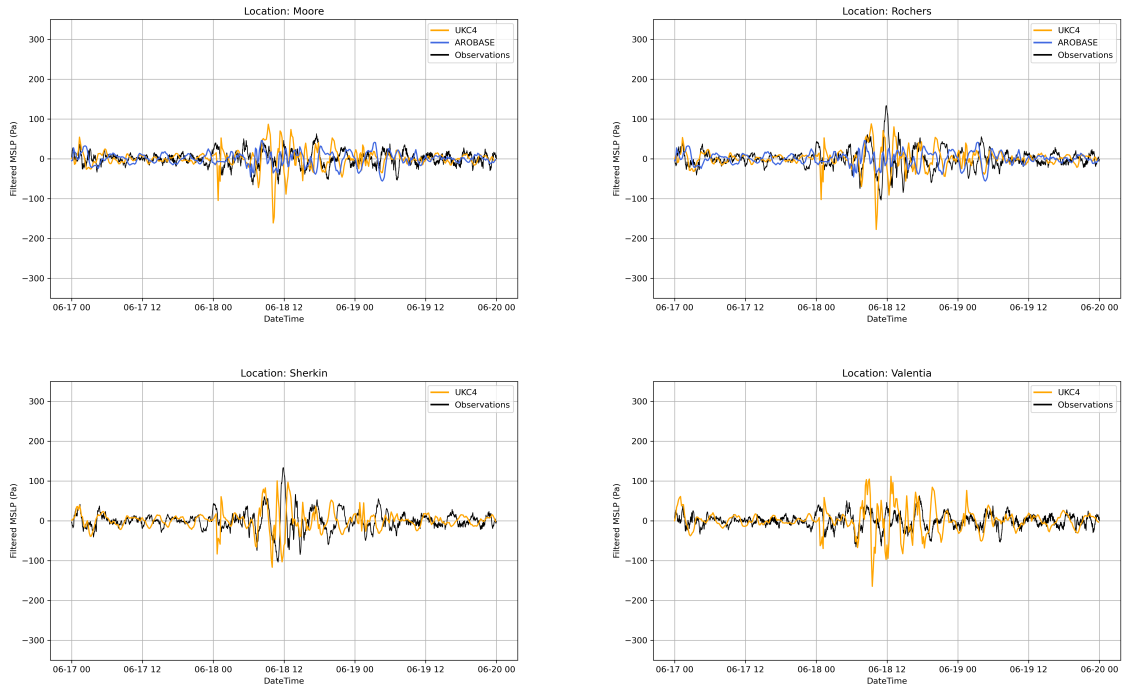 Location: Moore
Filtered MSLP (Pa)
300
200
100
0
−100
−200
−300
UKC4
AROBASE
Observations
06-17 00 06-17 12 06-18 00 06-18 12 06-19 00 06-19 12 06-20 00
DateTime
Location: Rochers
Filtered MSLP (Pa)
300
200
100
0
−100
−200
−300
UKC4
AROBASE
Observations
06-17 00 06-17 12 06-18 00 06-18 12 06-19 00 06-19 12 06-20 00
DateTime
Location: Sherkin
Filtered MSLP (Pa)
300
200
100
0
−100
−200
−300
UKC4
Observations
06-17 00 06-17 12 06-18 00 06-18 12 06-19 00 06-19 12 06-20 00
DateTime
Location: Valentia
Filtered MSLP (Pa)
300
200
100
0
−100
−200
−300
UKC4
Observations
06-17 00 06-17 12 06-18 00 06-18 12 06-19 00 06-19 12 06-20 00
DateTime